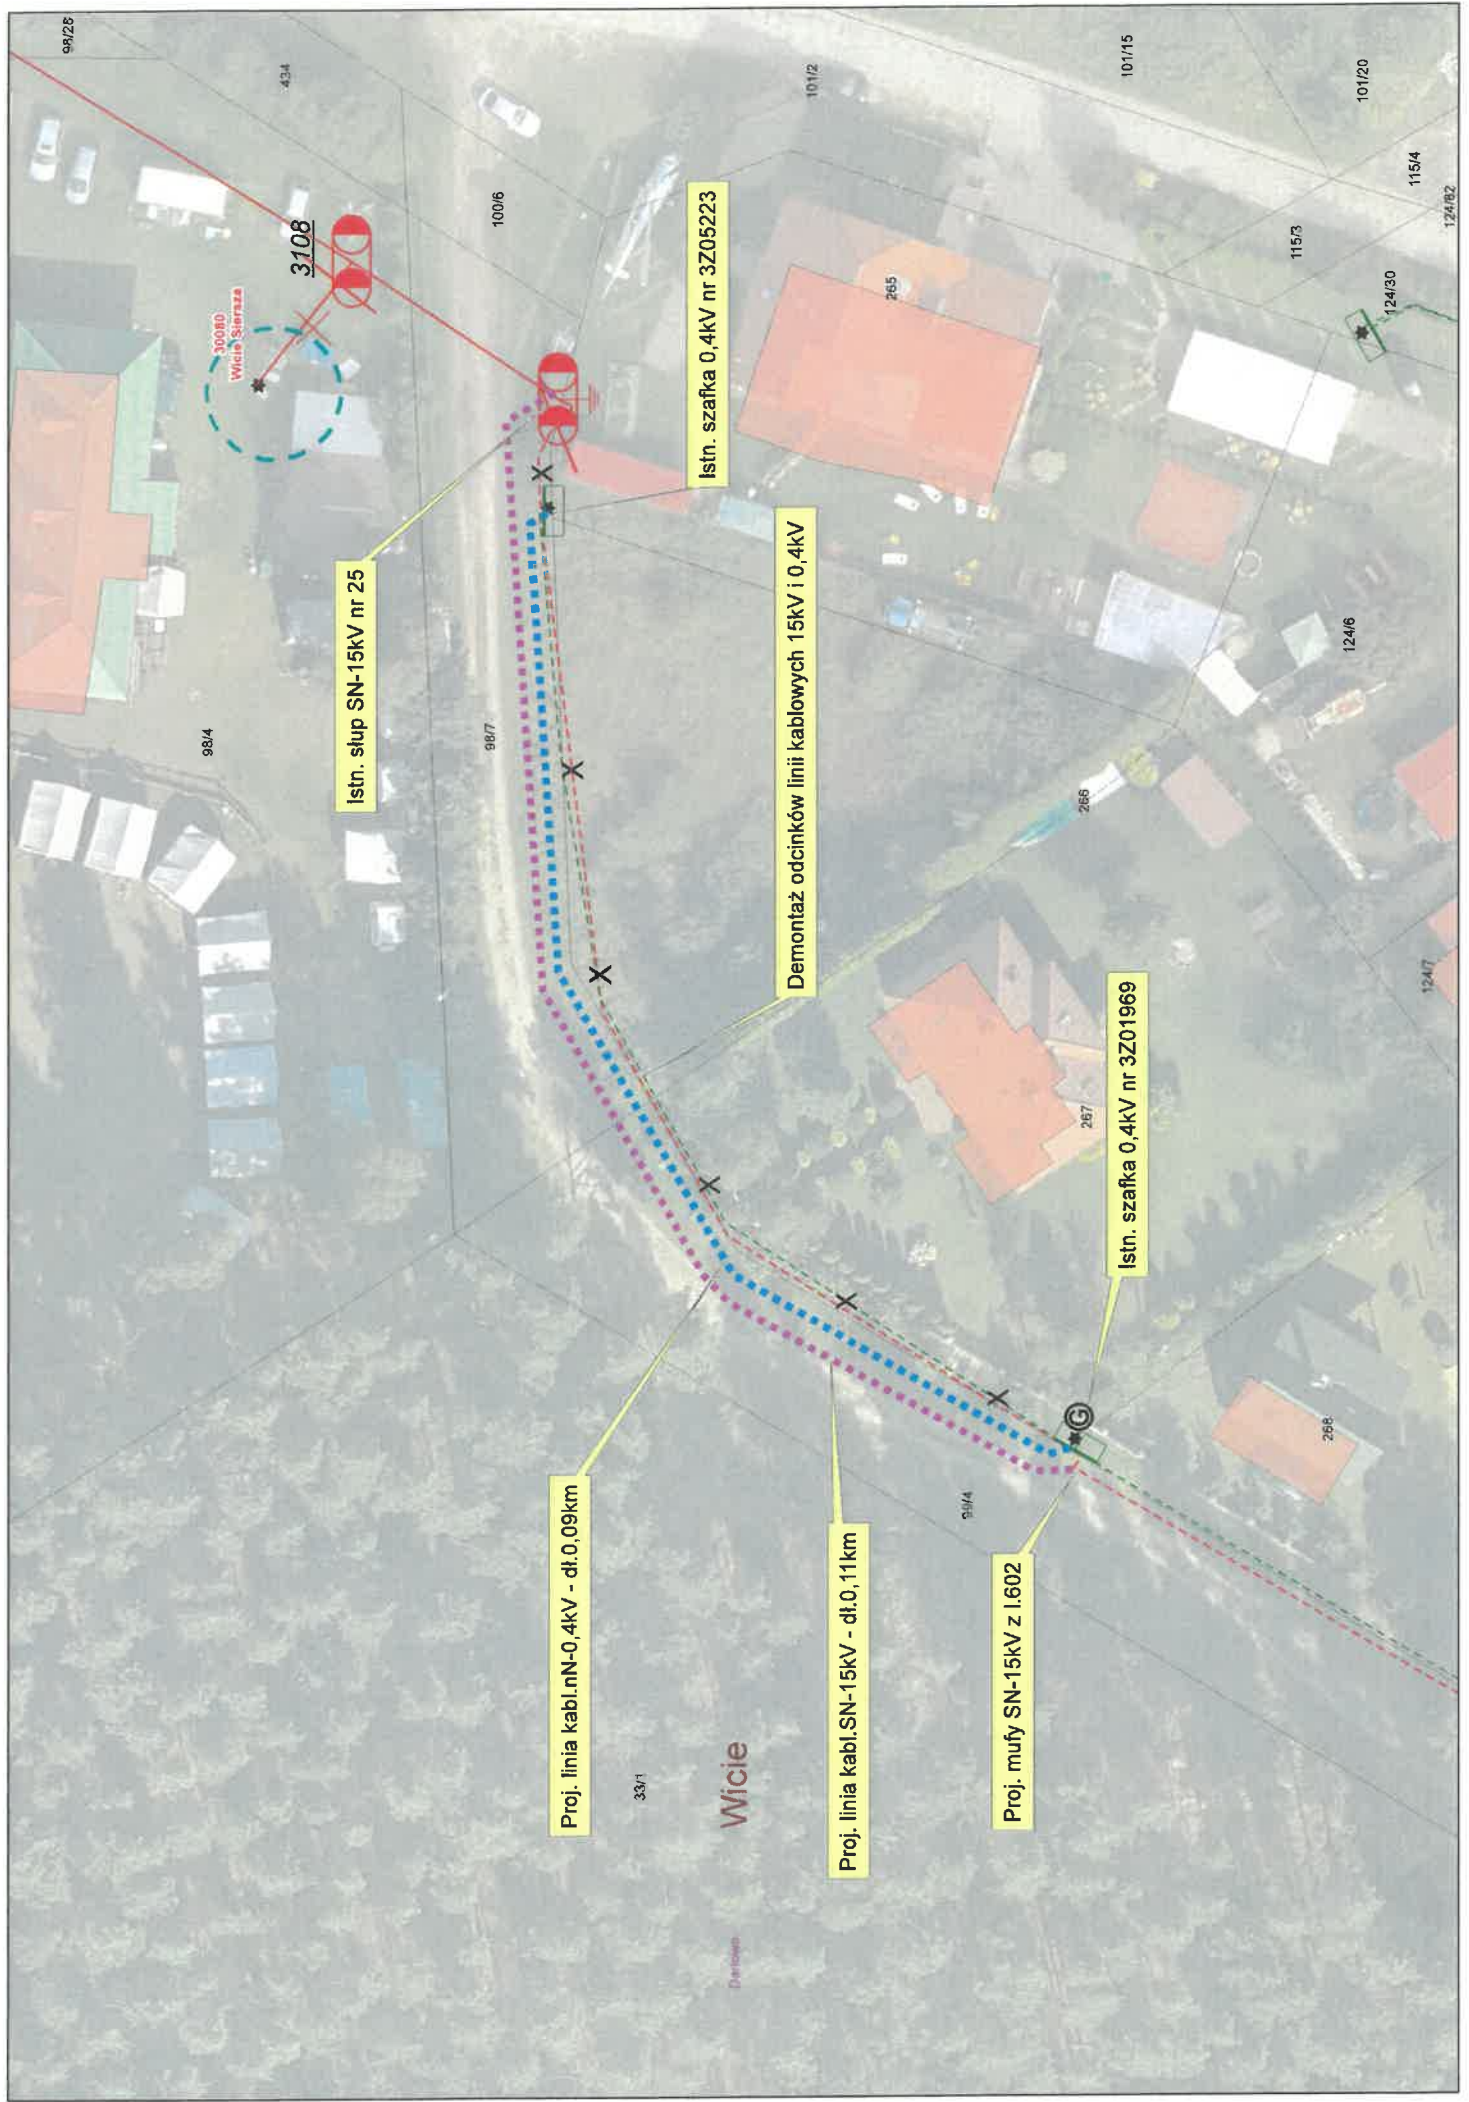 Proj. linia kabl.nN-0,4kV - dł.0,09km
Istn. słup SN-15kV nr 25
3108
30080
Wicie Sieraza
98/28
434
98/4
98/7
100/6
33/1
Wicie
Darłowo
Istn. szafka 0,4kV nr 3Z05223
101/2
Proj. linia kabl.SN-15kV - dł.0,11km
Demontaż odcinków linii kablowych 15kV i 0,4kV
265
99/4
Proj. mufy SN-15kV z l.602
G
Istn. szafka 0,4kV nr 3Z01969
267
266
101/15
268
124/6
115/3
101/20
124/30
115/4
124/7
124/82
X
X
X
X
X
X